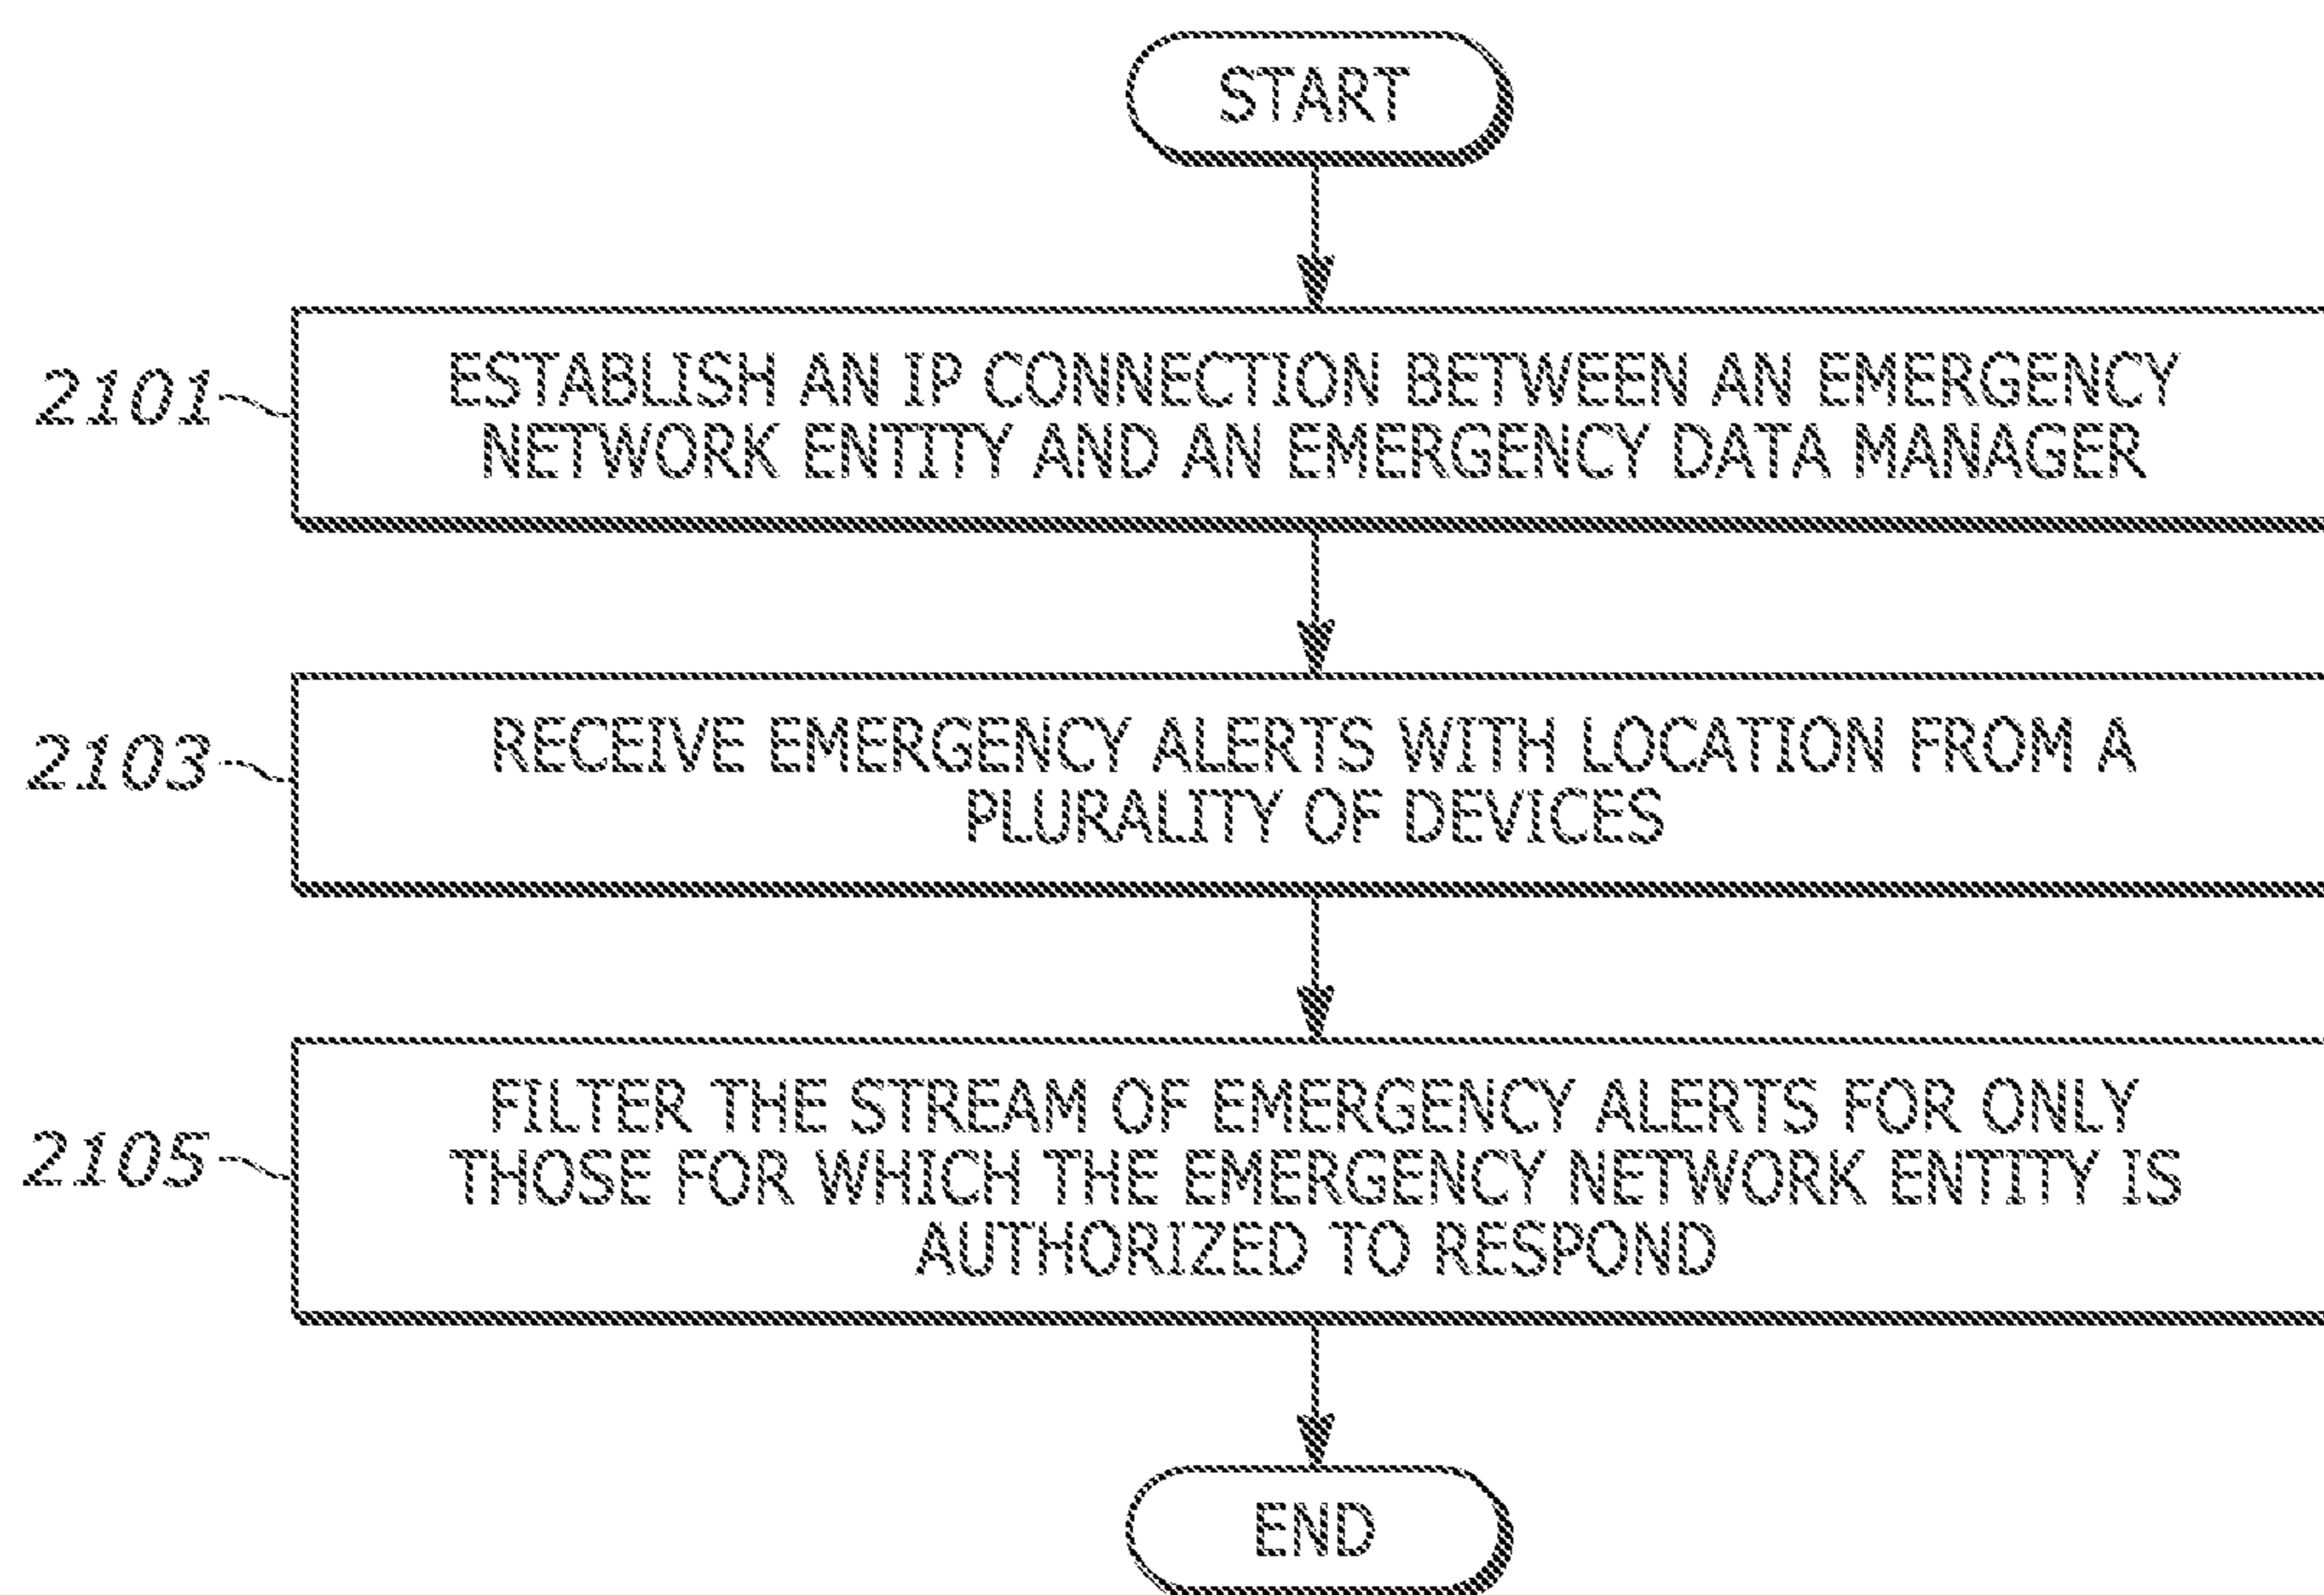 START
2101
ESTABLISH AN IP CONNECTION BETWEEN AN EMERGENCY
NETWORK ENTITY AND AN EMERGENCY DATA MANAGER
2103
RECEIVE EMERGENCY ALERTS WITH LOCATION FROM A
PLURALITY OF DEVICES
2105
FILTER THE STREAM OF EMERGENCY ALERTS FOR ONLY
THOSE FOR WHICH THE EMERGENCY NETWORK ENTITY IS
AUTHORIZED TO RESPOND
END